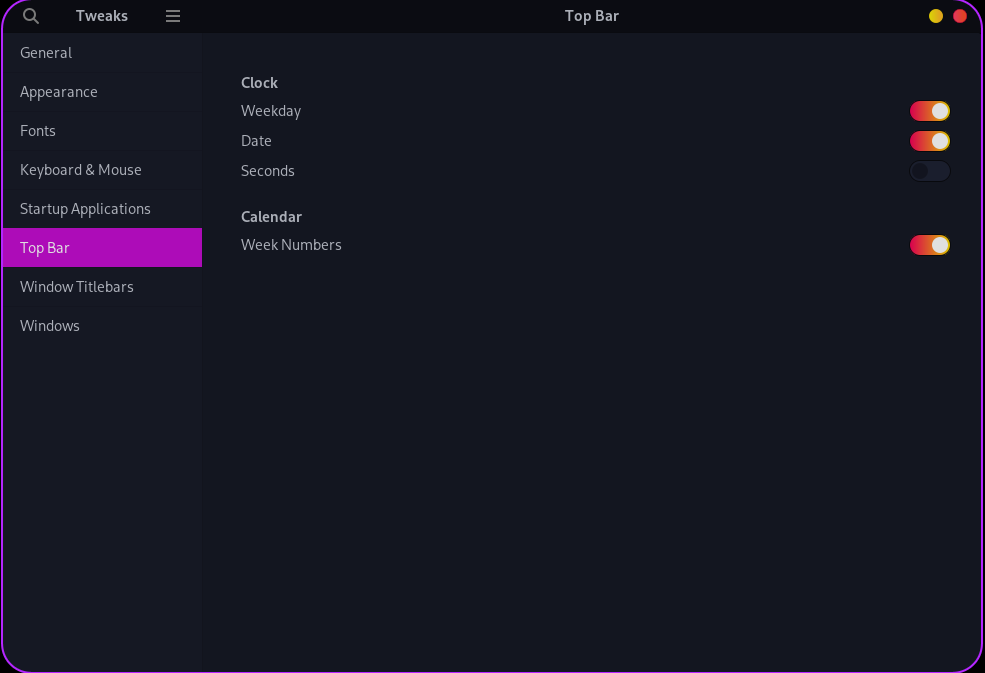 Tweaks
Top Bar
General
Appearance
Fonts
Keyboard & Mouse
Startup Applications
Top Bar
Window Titlebars
Windows
Clock
Weekday
Date
Seconds
Calendar
Week Numbers